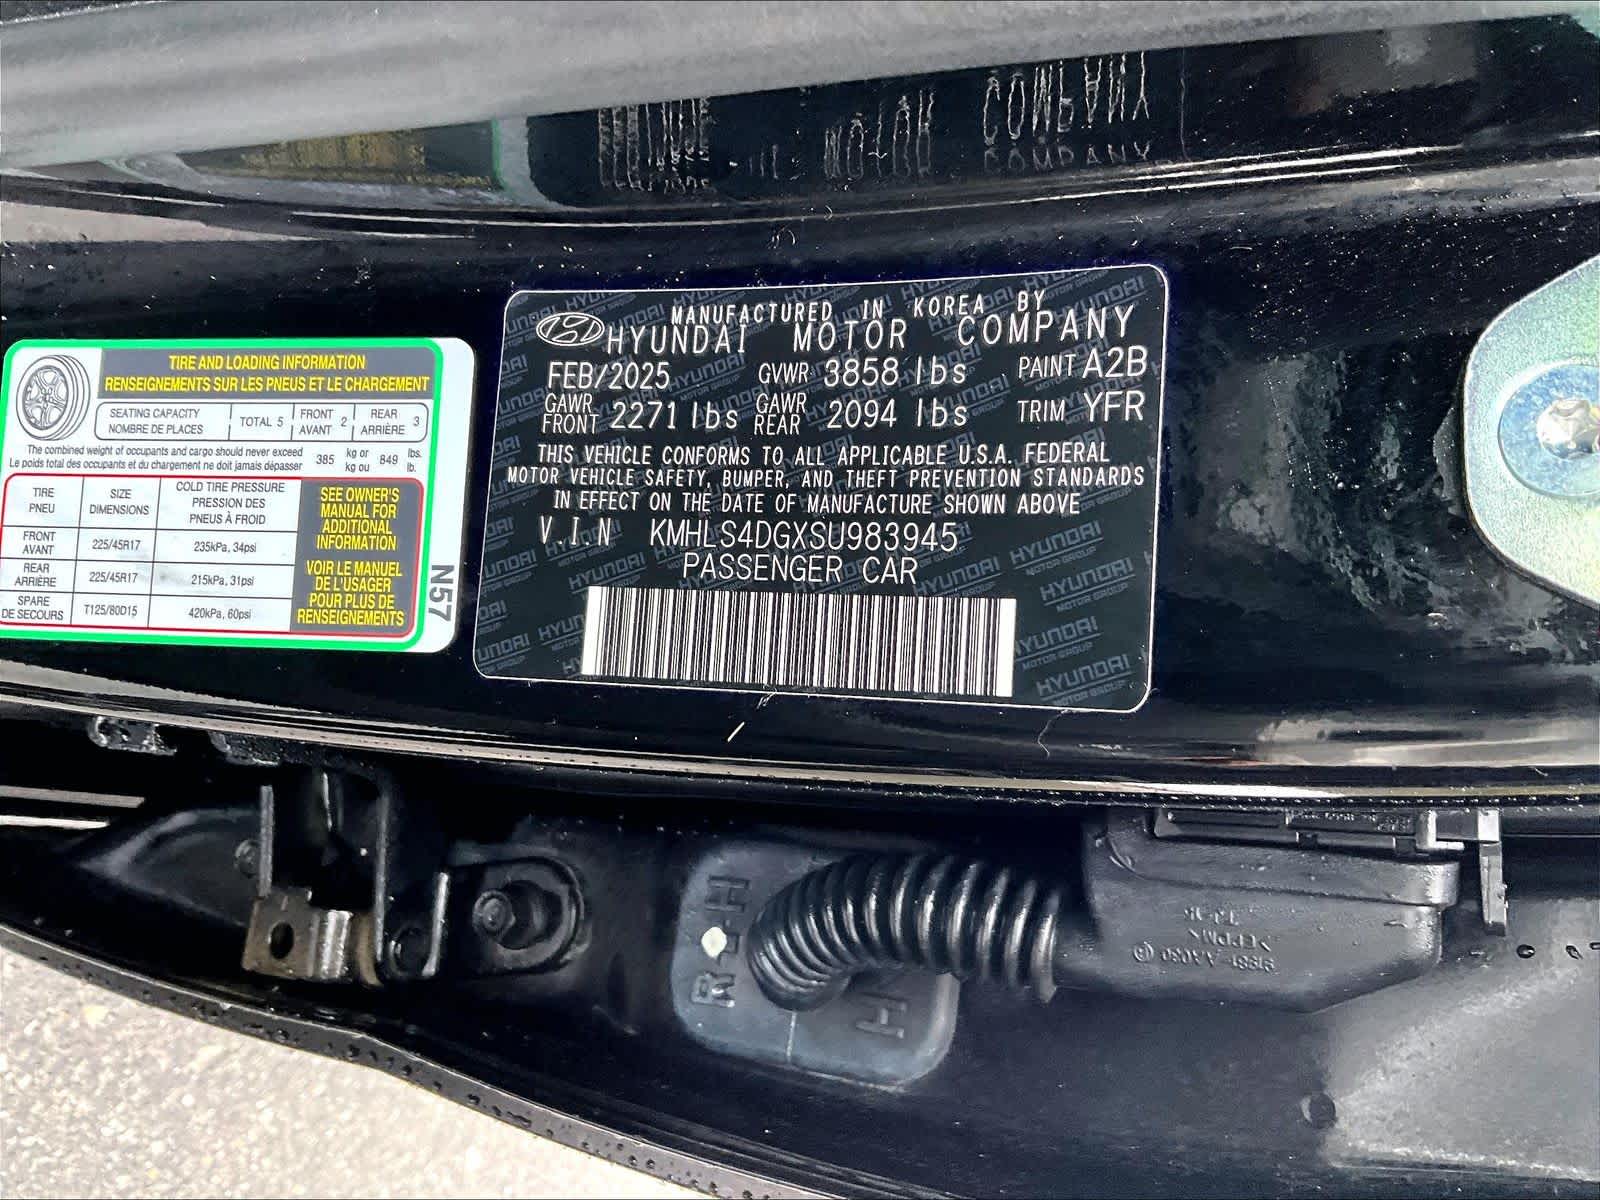 TIRE AND LOADING INFORMATION
RENSEIGNEMENTS SUR LES PNEUS ET LE CHARGEMENT
SEATING CAPACITY
NOMBRE DE PLACES
TOTAL 5
FRONT
AVANT 2
REAR
ARRIÈRE 3
The combined weight of occupants and cargo should never exceed
Le poids total des occupants et du chargement ne doit jamais dépasser
385 kg or
kg ou
849 lbs.
lb.
TIRE
PNEU
SIZE
DIMENSIONS
COLD TIRE PRESSURE
PRESSION DES
PNEUS À FROID
FRONT
AVANT
225/45R17
235kPa, 34psi
REAR
ARRIÈRE
225/45R17
215kPa, 31psi
SPARE
DE SECOURS
T125/80D15
420kPa, 60psi
SEE OWNER'S
MANUAL FOR
ADDITIONAL
INFORMATION
VOIR LE MANUEL
DE L'USAGER
POUR PLUS DE
RENSEIGNEMENTS
N57
MANUFACTURED IN KOREA BY
HYUNDAI MOTOR COMPANY
FEB/2025 GVWR 3858 lbs PAINT A2B
GAWR FRONT 2271 lbs GAWR REAR 2094 lbs TRIM YFR
THIS VEHICLE CONFORMS TO ALL APPLICABLE U.S.A. FEDERAL
MOTOR VEHICLE SAFETY, BUMPER, AND THEFT PREVENTION STANDARDS
IN EFFECT ON THE DATE OF MANUFACTURE SHOWN ABOVE
V.I.N KMHLS4DGXSU983945
PASSENGER CAR
HYUNDAI
MOTOR GROUP
R-H